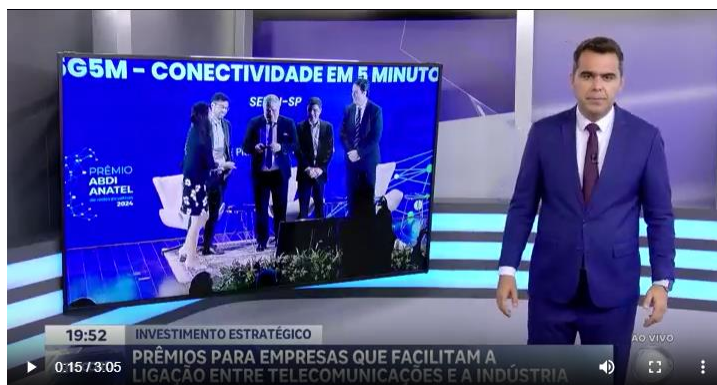 5G5M - CONECTIVIDADE EM 5 MINUTO
SENAI-SP
PRÊMIO
ABDI
ANATEL
2024
AO VIVO
19:52
INVESTIMENTO ESTRATÉGICO
PRÊMIOS PARA EMPRESAS QUE FACILITAM A
LIGAÇÃO ENTRE TELECOMUNICAÇÕES E A INDÚSTRIA
0:15 / 3:05